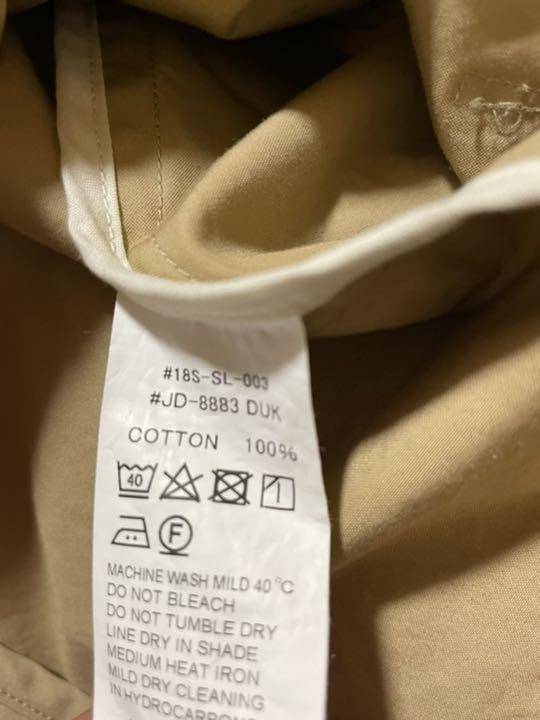 #18S-SL-003
#JD-8883 DUK
COTTON 100%
40
F
MACHINE WASH MILD 40 °C
DO NOT BLEACH
DO NOT TUMBLE DRY
LINE DRY IN SHADE
MEDIUM HEAT IRON
MILD DRY CLEANING
IN